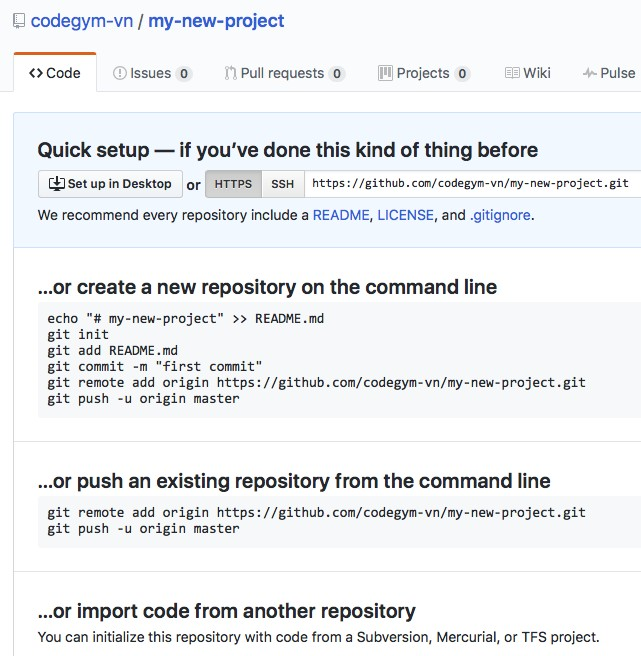 codegym-vn / my-new-project
Code Issues 0 Pull requests 0 Projects 0 Wiki Pulse
Quick setup — if you’ve done this kind of thing before
Set up in Desktop or HTTPS SSH https://github.com/codegym-vn/my-new-project.git
We recommend every repository include a README, LICENSE, and .gitignore.
…or create a new repository on the command line
echo "# my-new-project" >> README.md
git init
git add README.md
git commit -m "first commit"
git remote add origin https://github.com/codegym-vn/my-new-project.git
git push -u origin master
…or push an existing repository from the command line
git remote add origin https://github.com/codegym-vn/my-new-project.git
git push -u origin master
…or import code from another repository
You can initialize this repository with code from a Subversion, Mercurial, or TFS project.